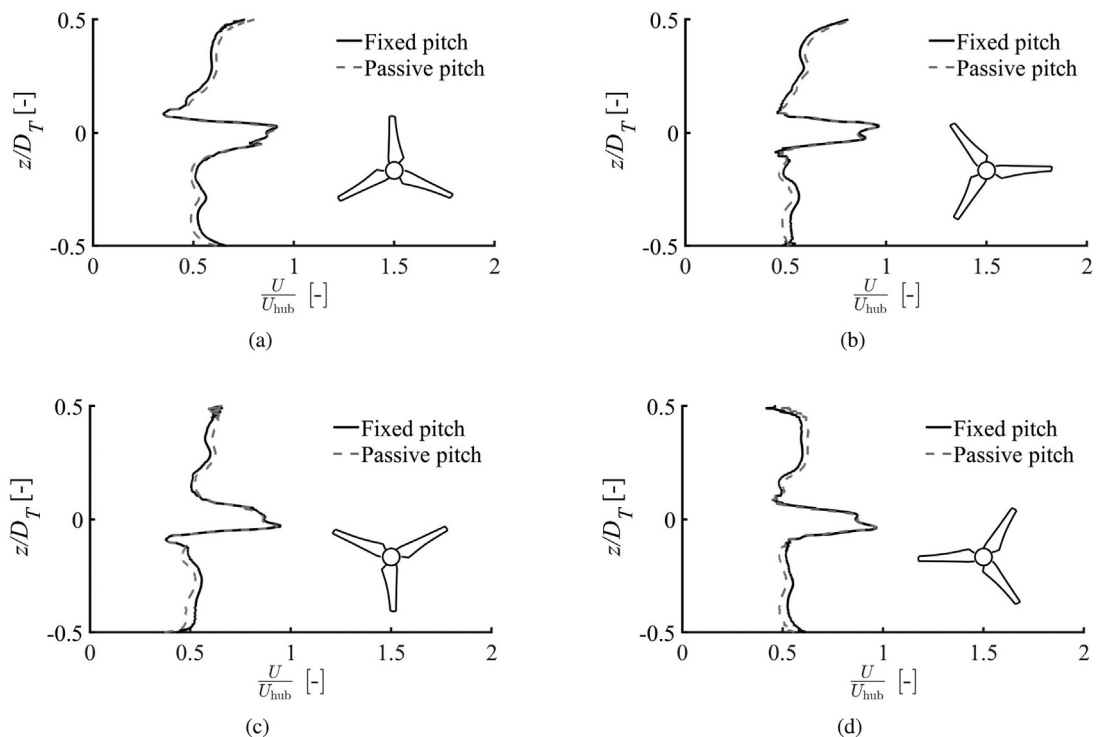 0.5
Fixed pitch
Passive pitch
z/D_T [-]
0
-0.5
0
0.5
1
1.5
2
U
U_hub [-]
(a)
0.5
Fixed pitch
Passive pitch
z/D_T [-]
0
-0.5
0
0.5
1
1.5
2
U
U_hub [-]
(b)
0.5
Fixed pitch
Passive pitch
z/D_T [-]
0
-0.5
0
0.5
1
1.5
2
U
U_hub [-]
(c)
0.5
Fixed pitch
Passive pitch
z/D_T [-]
0
-0.5
0
0.5
1
1.5
2
U
U_hub [-]
(d)